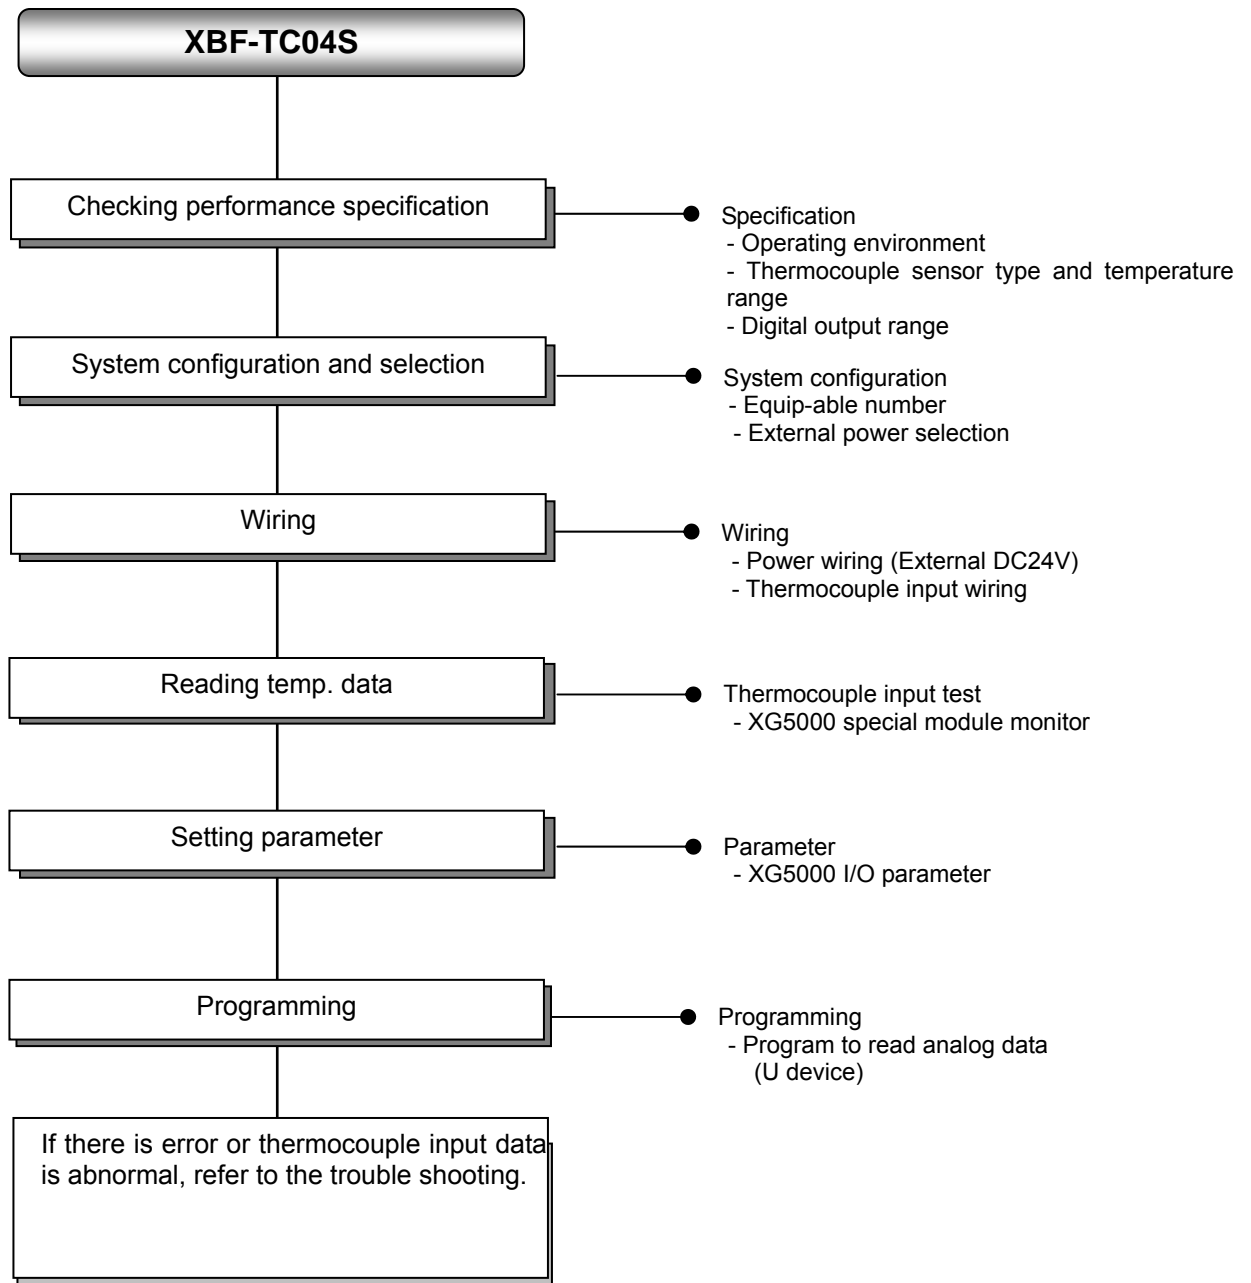 XBF-TC04S
Checking performance specification
Specification
- Operating environment
- Thermocouple sensor type and temperature
range
- Digital output range
System configuration and selection
System configuration
- Equip-able number
- External power selection
Wiring
Wiring
- Power wiring (External DC24V)
- Thermocouple input wiring
Reading temp. data
Thermocouple input test
- XG5000 special module monitor
Setting parameter
Parameter
- XG5000 I/O parameter
Programming
Programming
- Program to read analog data
(U device)
If there is error or thermocouple input data
is abnormal, refer to the trouble shooting.